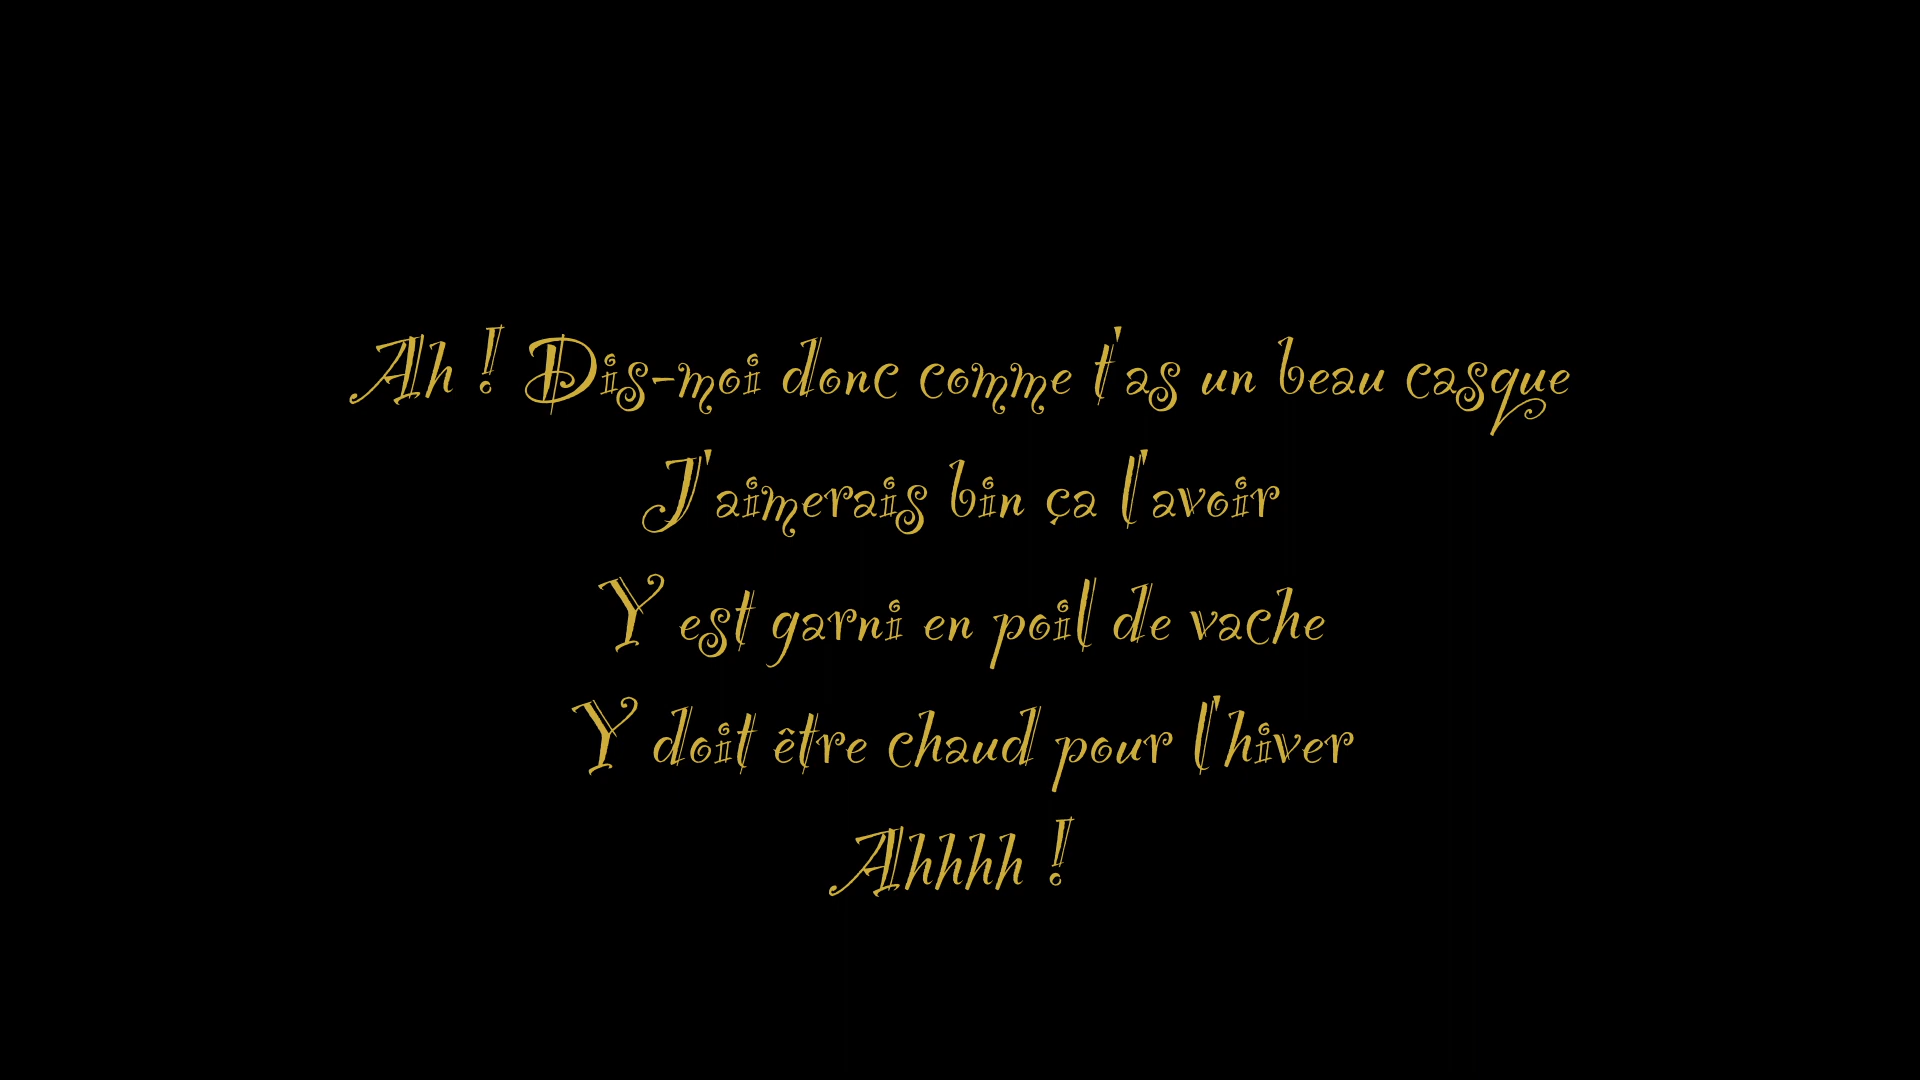 Ah ! Dis-moi donc comme t'as un beau casque
J'aimerais bin ça l'avoir
Y est garni en poil de vache
Y doit être chaud pour l'hiver
Ahhhh !